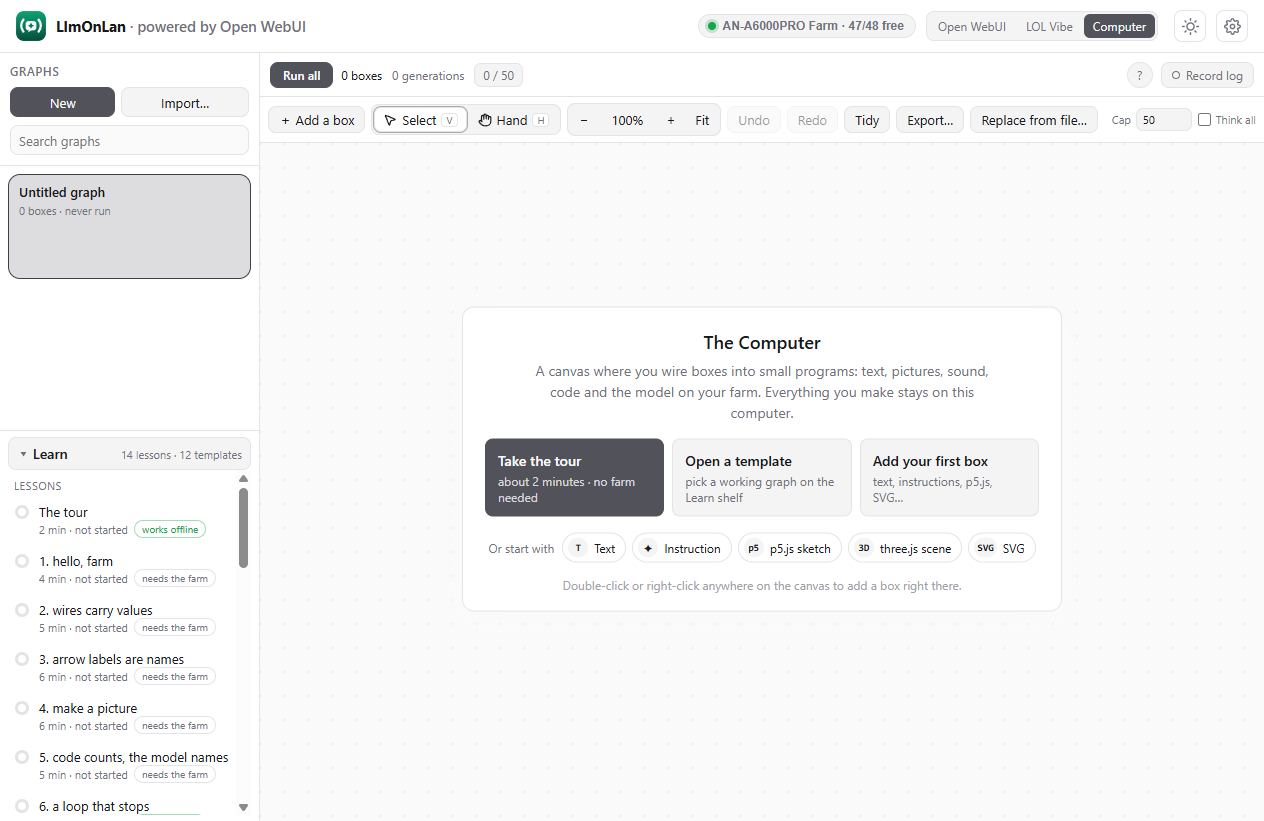 LlmOnLan · powered by Open WebUI
AN-A6000PRO Farm · 47/48 free
Open WebUI
LOL Vibe
Computer
GRAPHS
New
Import...
Search graphs
Untitled graph
0 boxes · never run
Run all
0 boxes
0 generations
0 / 50
?
Record log
+ Add a box
Select V
Hand H
−
100%
+
Fit
Undo
Redo
Tidy
Export...
Replace from file...
Cap
50
Think all
The Computer
A canvas where you wire boxes into small programs: text, pictures, sound,
code and the model on your farm. Everything you make stays on this
computer.
Take the tour
about 2 minutes · no farm
needed
Open a template
pick a working graph on the
Learn shelf
Add your first box
text, instructions, p5.js,
SVG...
Or start with
T Text
Instruction
p5 p5.js sketch
3D three.js scene
SVG SVG
Double-click or right-click anywhere on the canvas to add a box right there.
Learn
14 lessons · 12 templates
LESSONS
The tour
2 min · not started works offline
1. hello, farm
4 min · not started needs the farm
2. wires carry values
5 min · not started needs the farm
3. arrow labels are names
6 min · not started needs the farm
4. make a picture
6 min · not started needs the farm
5. code counts, the model names
5 min · not started needs the farm
6. a loop that stops